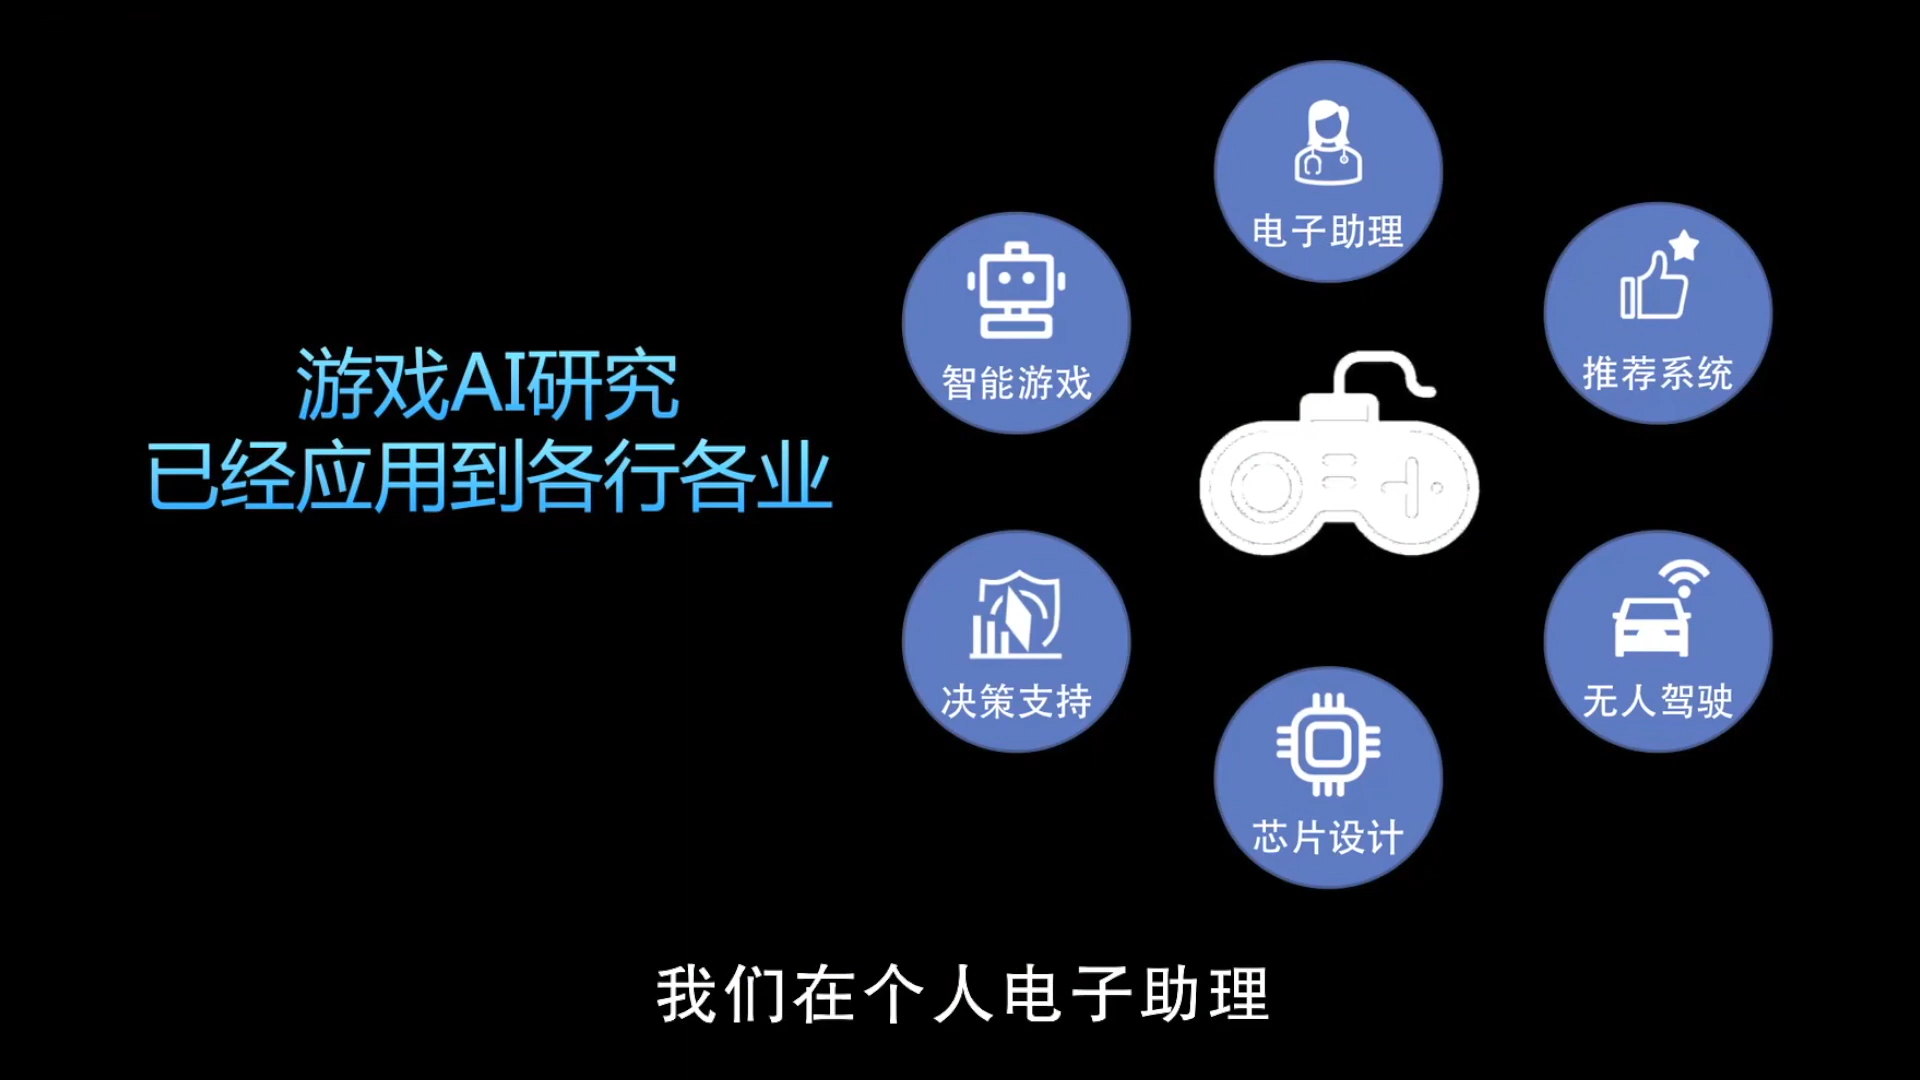 游戏AI研究
已经应用到各行各业
电子助理
智能游戏
推荐系统
决策支持
无人驾驶
芯片设计
我们在个人电子助理